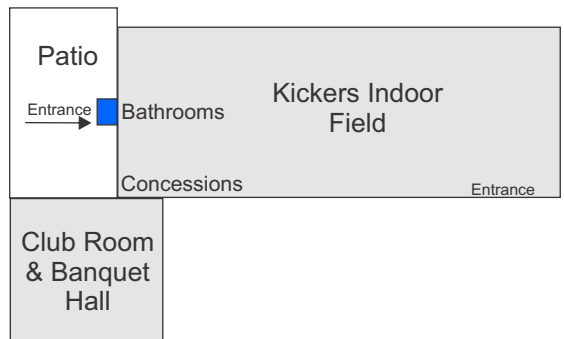 Patio
Entrance
Bathrooms
Kickers Indoor
Field
Concessions
Entrance
Club Room
& Banquet
Hall